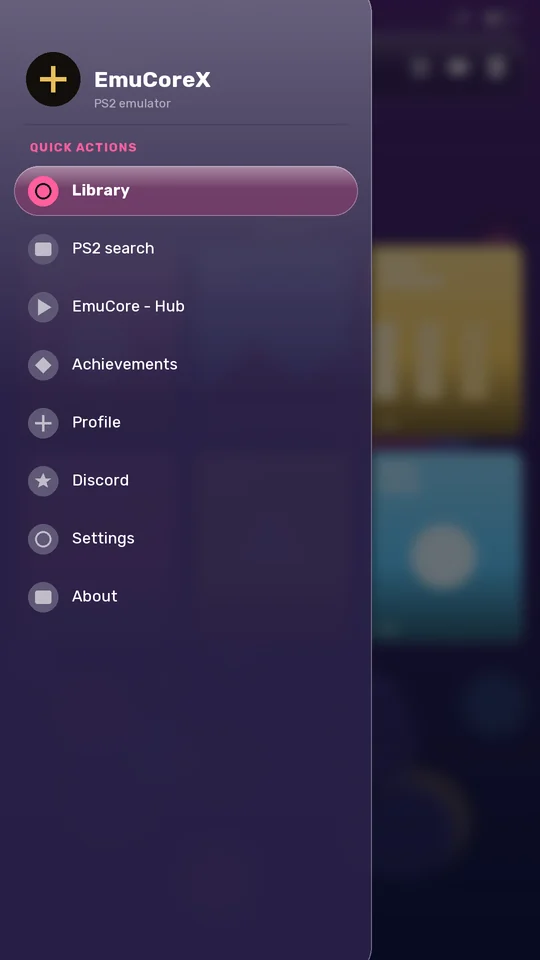 EmuCoreX
PS2 emulator
QUICK ACTIONS
Library
PS2 search
EmuCore - Hub
Achievements
Profile
Discord
Settings
About